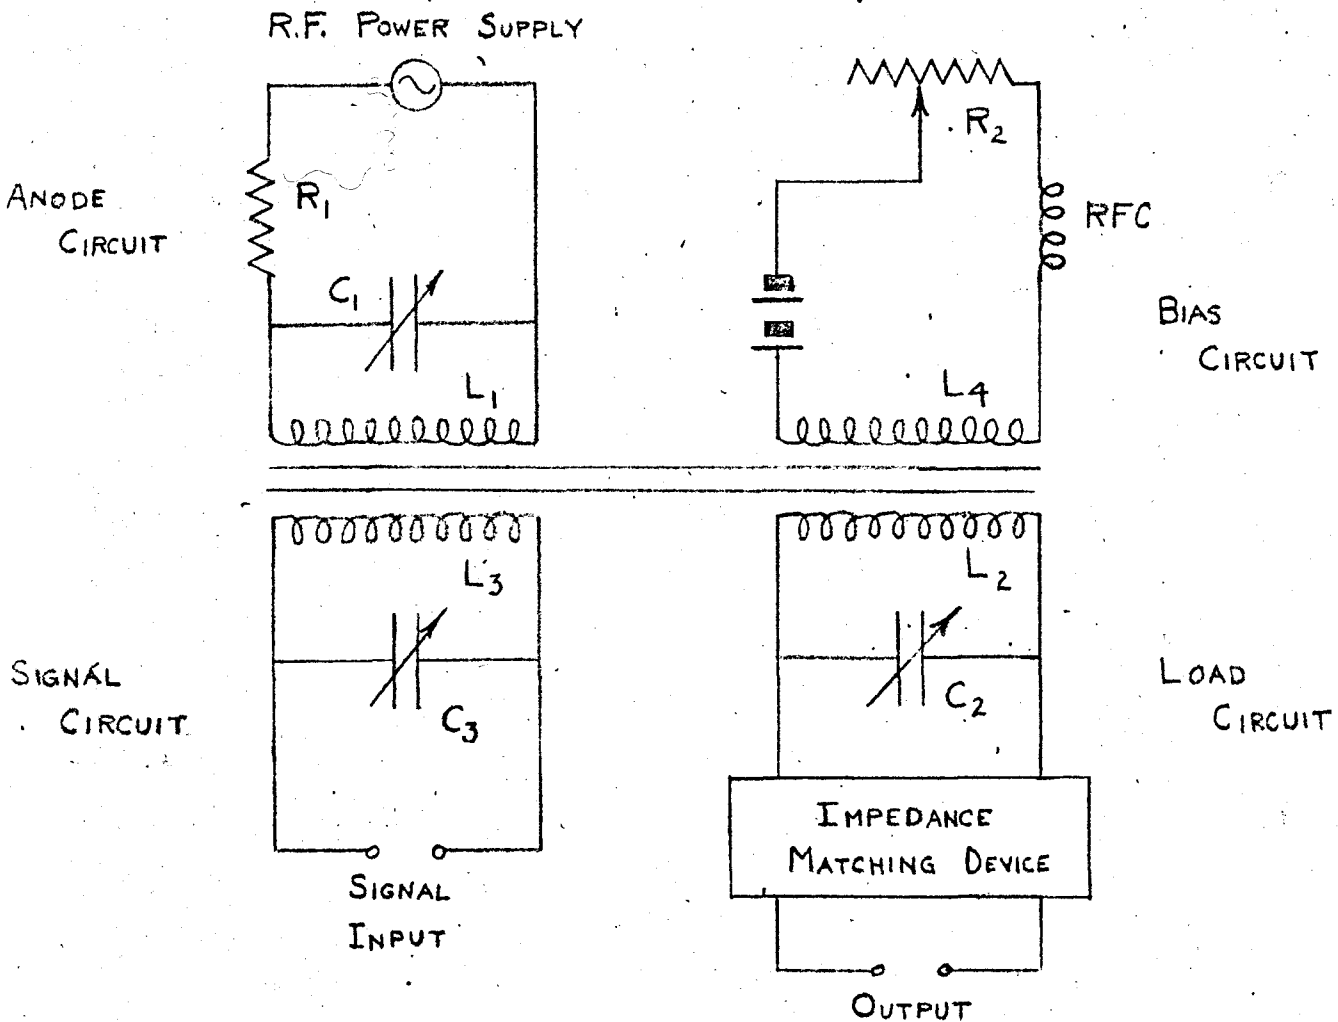 R.F. POWER SUPPLY
R2
ANODE
CIRCUIT
R1
RFC
C1
BIAS
CIRCUIT
L1
L4
L3
L2
SIGNAL
CIRCUIT
C3
C2
LOAD
CIRCUIT
IMPEDANCE
MATCHING DEVICE
SIGNAL
INPUT
OUTPUT